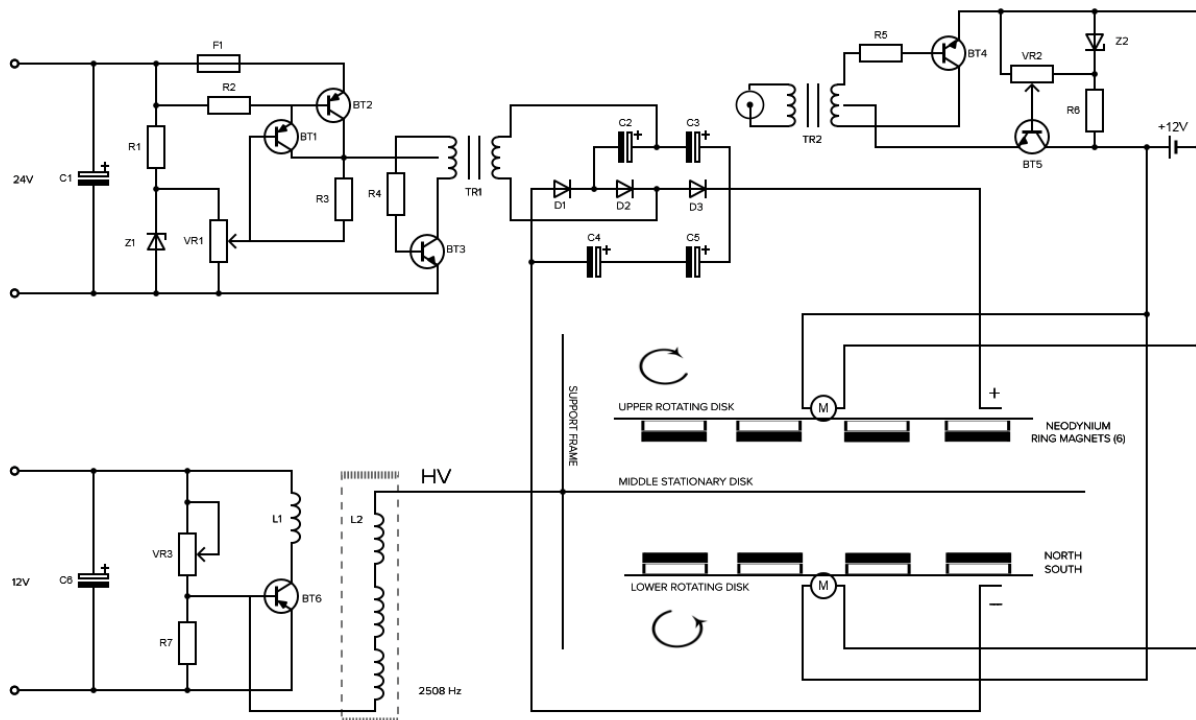 F1
R5
BT4
VR2
Z2
R2
BT2
BT1
C2
C3
+
+
R6
TR2
+12V
R1
BT5
24V
C1
+
R3
R4
TR1
D1
D2
D3
Z1
VR1
BT3
C4
+
C5
+
SUPPORT FRAME
UPPER ROTATING DISK
M
+
NEODYNIUM
RING MAGNETS (6)
HV
MIDDLE STATIONARY DISK
L1
L2
VR3
12V
C6
+
BT6
NORTH
SOUTH
LOWER ROTATING DISK
M
−
R7
2508 Hz